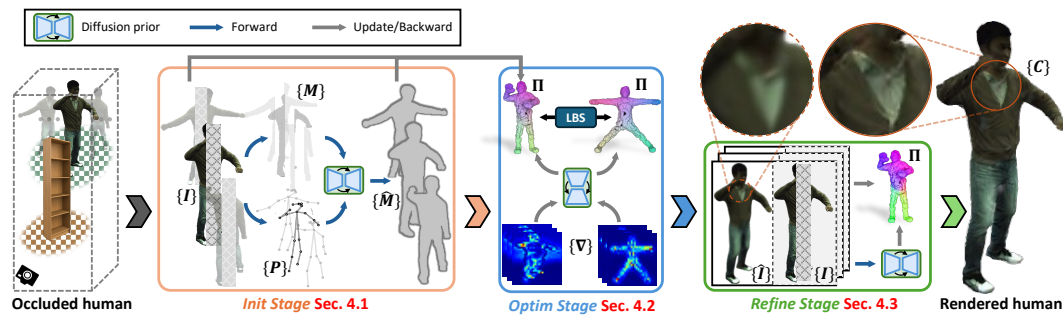 Diffusion prior
Forward
Update/Backward
{M}
{I}
{P}
{M̂}
Π
LBS
Π
{∇}
{C}
Π
{Î}
{I}
Occluded human
Init Stage Sec. 4.1
Optim Stage Sec. 4.2
Refine Stage Sec. 4.3
Rendered human